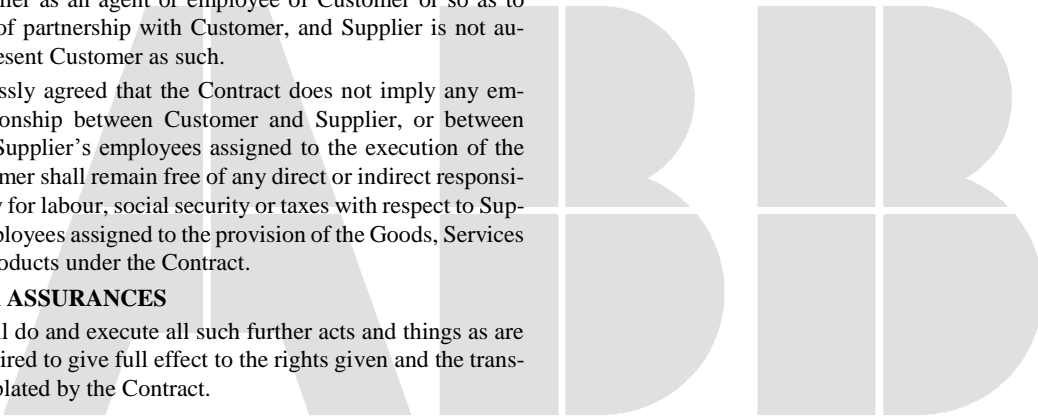 lier as an agent or employee of Customer or so as to
of partnership with Customer, and Supplier is not au-
esent Customer as such.
ssly agreed that the Contract does not imply any em-
onship between Customer and Supplier, or between
Supplier's employees assigned to the execution of the
mer shall remain free of any direct or indirect responsi-
y for labour, social security or taxes with respect to Sup-
ployees assigned to the provision of the Goods, Services
oducts under the Contract.
ASSURANCES
ll do and execute all such further acts and things as are
ired to give full effect to the rights given and the trans-
plated by the Contract.
ABB